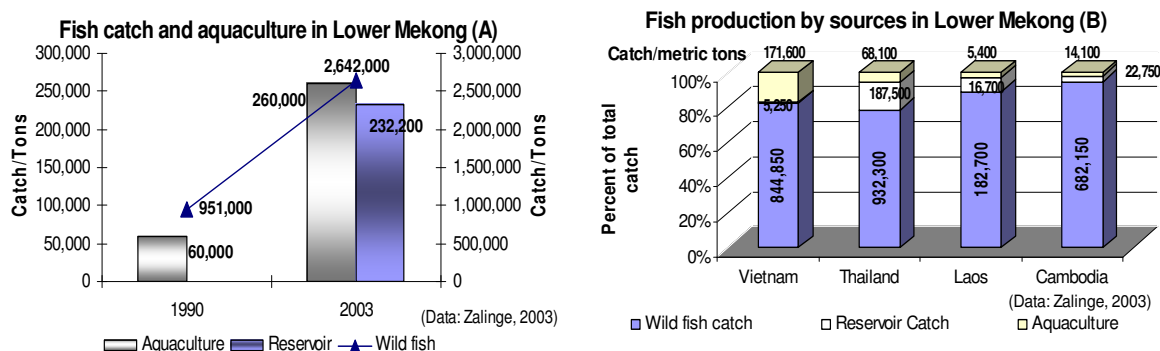 Fish catch and aquaculture in Lower Mekong (A)
300,000
250,000
200,000
150,000
100,000
50,000
0
Catch/Tons
3,000,000
2,500,000
2,000,000
1,500,000
1,000,000
500,000
0
Catch/Tons
2,642,000
260,000
232,200
951,000
60,000
1990
2003
(Data: Zalinge, 2003)
Aquaculture
Reservoir
Wild fish
Fish production by sources in Lower Mekong (B)
Catch/metric tons
171,600
68,100
5,400
14,100
22,750
100%
80%
60%
40%
20%
0%
Percent of total
catch
5,250
187,500
16,700
844,850
932,300
182,700
682,150
Vietnam
Thailand
Laos
Cambodia
(Data: Zalinge, 2003)
Wild fish catch
Reservoir Catch
Aquaculture